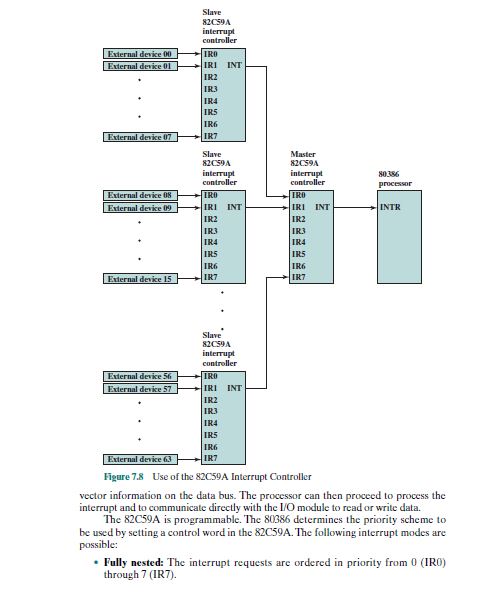 Slave
82C59A
interrupt
controller
External device 00
External device 01
External device 07
IR0
IR1 INT
IR2
IR3
IR4
IR5
IR6
IR7
Slave
82C59A
interrupt
controller
External device 08
External device 09
External device 15
IR0
IR1 INT
IR2
IR3
IR4
IR5
IR6
IR7
Master
82C59A
interrupt
controller
IR0
IR1 INT
IR2
IR3
IR4
IR5
IR6
IR7
80386
processor
INTR
Slave
82C59A
interrupt
controller
External device 56
External device 57
External device 63
IR0
IR1 INT
IR2
IR3
IR4
IR5
IR6
IR7
Figure 7.8 Use of the 82C59A Interrupt Controller
vector information on the data bus. The processor can then proceed to process the
interrupt and to communicate directly with the I/O module to read or write data.
The 82C59A is programmable. The 80386 determines the priority scheme to
be used by setting a control word in the 82C59A. The following interrupt modes are
possible:
• Fully nested: The interrupt requests are ordered in priority from 0 (IR0)
through 7 (IR7).